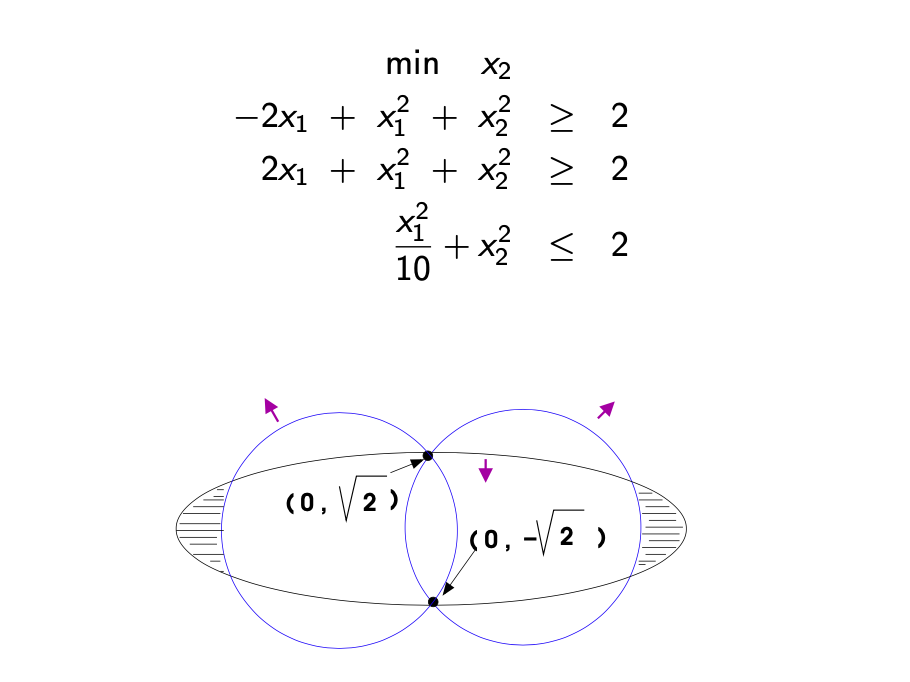 min x₂
−2x₁ + x₁² + x₂² ≥ 2
2x₁ + x₁² + x₂² ≥ 2
x₁²/10 + x₂² ≤ 2
(0, √2)
(0, -√2)